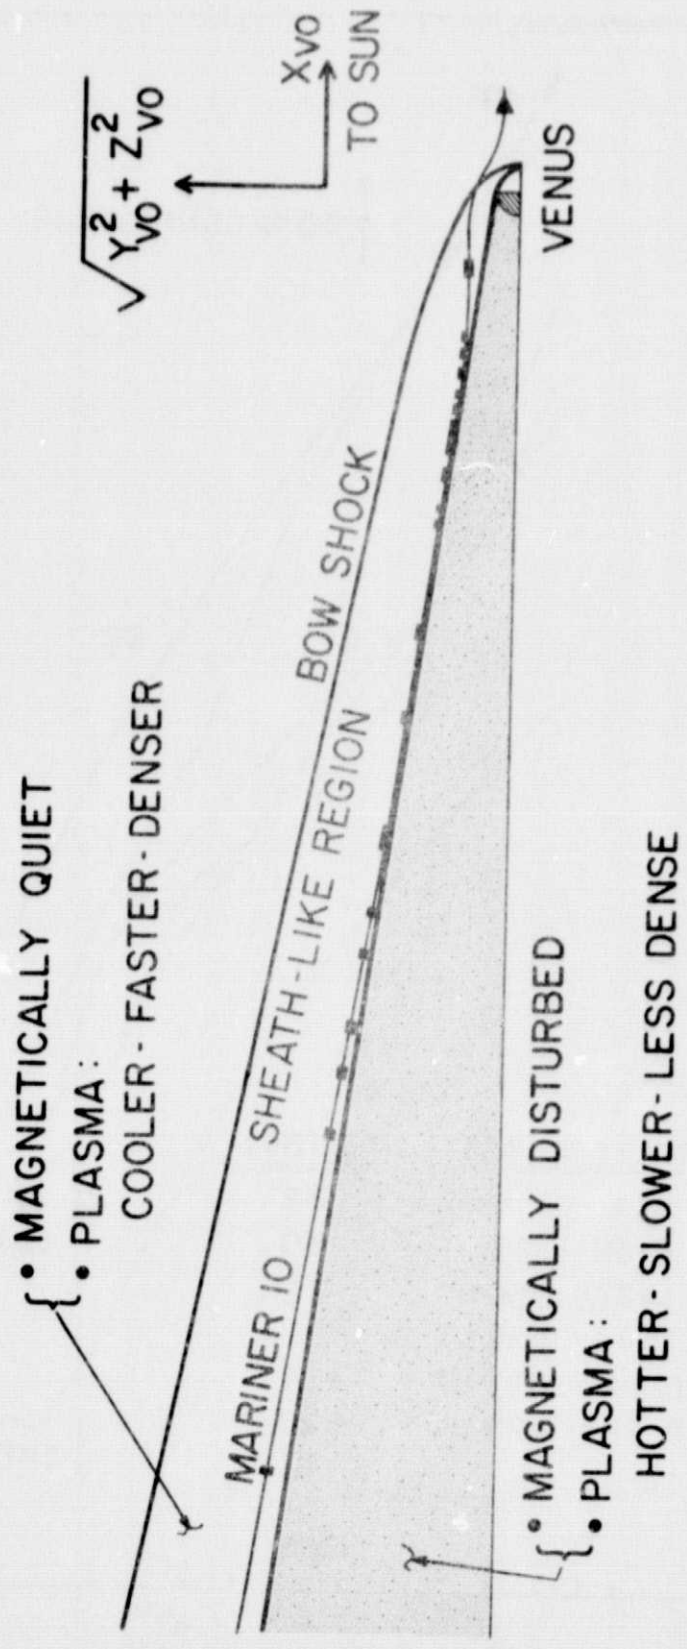 • MAGNETICALLY QUIET
• PLASMA:
COOLER - FASTER - DENSER
√Y²VO + Z²VO
XVO
TO SUN
BOW SHOCK
SHEATH-LIKE REGION
MARINER 10
VENUS
• MAGNETICALLY DISTURBED
• PLASMA:
HOTTER - SLOWER - LESS DENSE